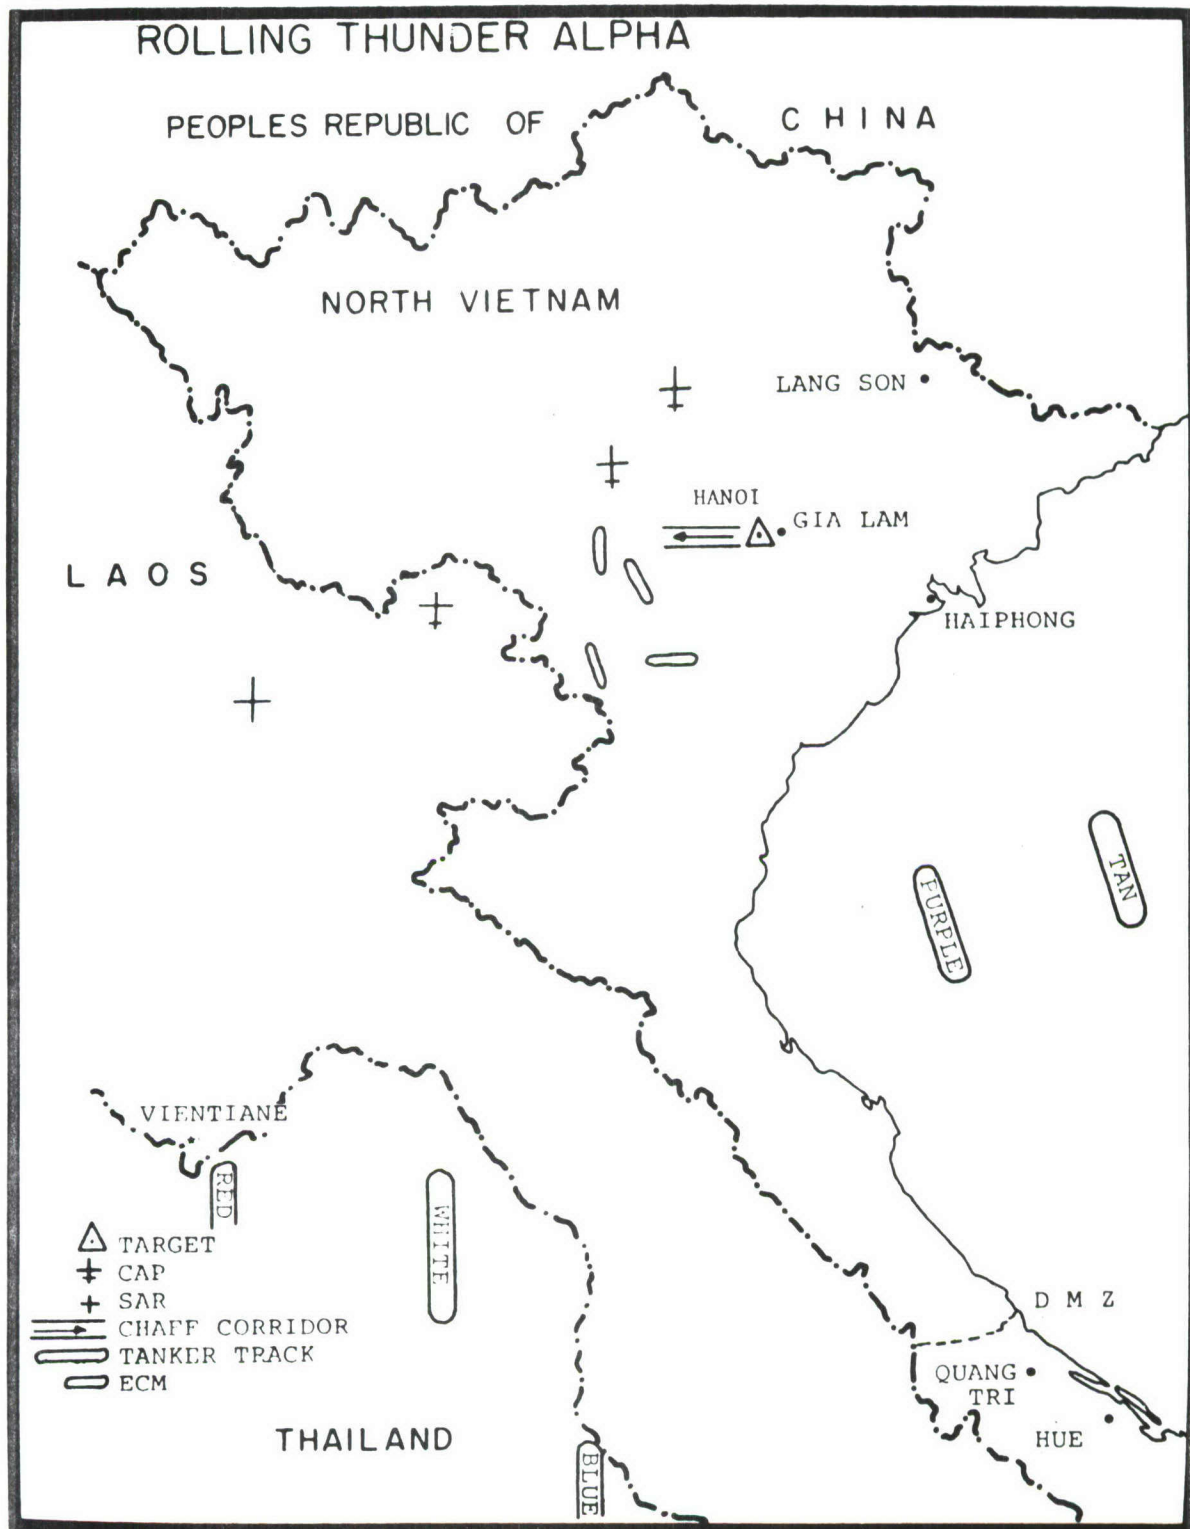 ROLLING THUNDER ALPHA
PEOPLES REPUBLIC OF CHINA
NORTH VIETNAM
LANG SON
HANOI
GIA LAM
LAOS
HAIPHONG
TAN
PURPLE
VIENTIANE
RED
WHITE
TARGET
CAP
SAR
CHAFF CORRIDOR
TANKER TRACK
ECM
D M Z
QUANG
TRI
HUE
THAILAND
BLUE